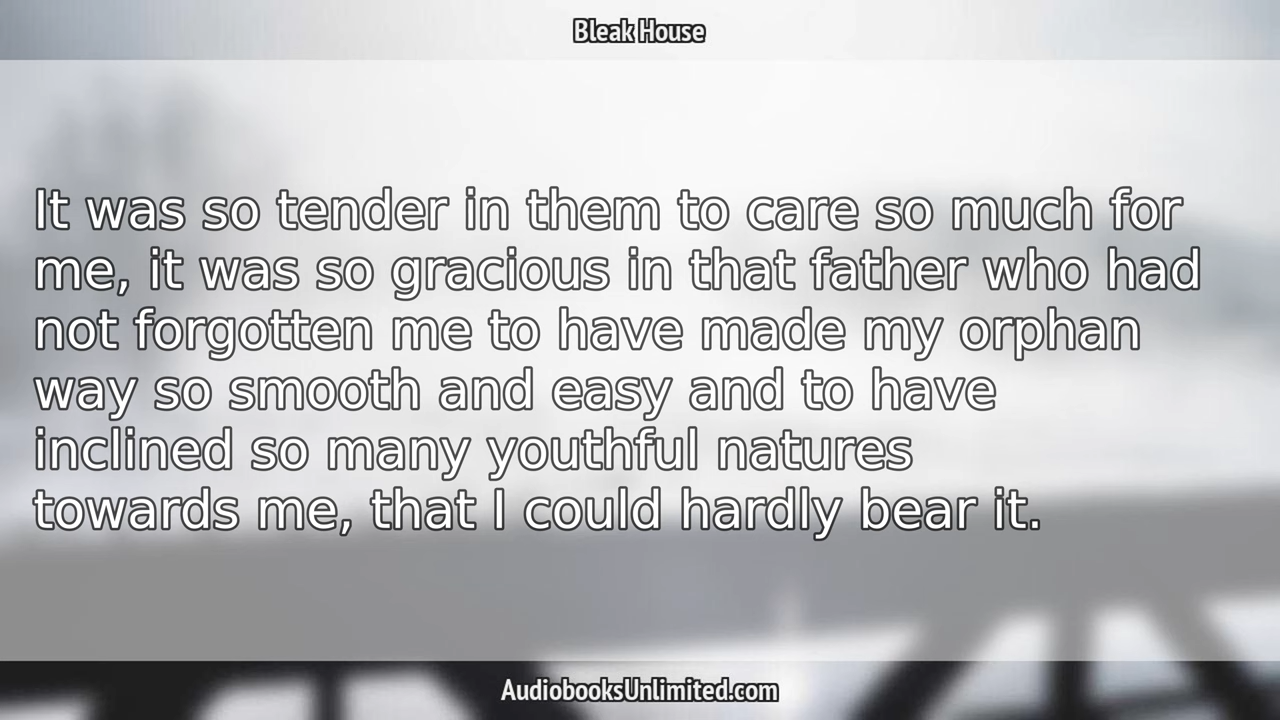 Bleak House
It was so tender in them to care so much for
me, it was so gracious in that father who had
not forgotten me to have made my orphan
way so smooth and easy and to have
inclined so many youthful natures
towards me, that I could hardly bear it.
AudiobooksUnlimited.com